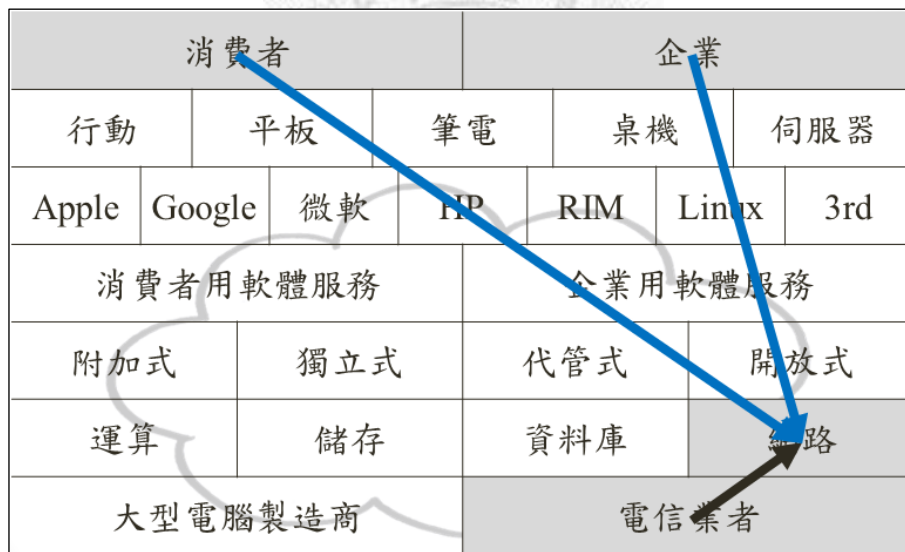 消費者 企業
行動 平板 筆電 桌機 伺服器
Apple Google 微軟 HP RIM Linux 3rd
消費者用軟體服務 企業用軟體服務
附加式 獨立式 代管式 開放式
運算 儲存 資料庫 網路
大型電腦製造商 電信業者